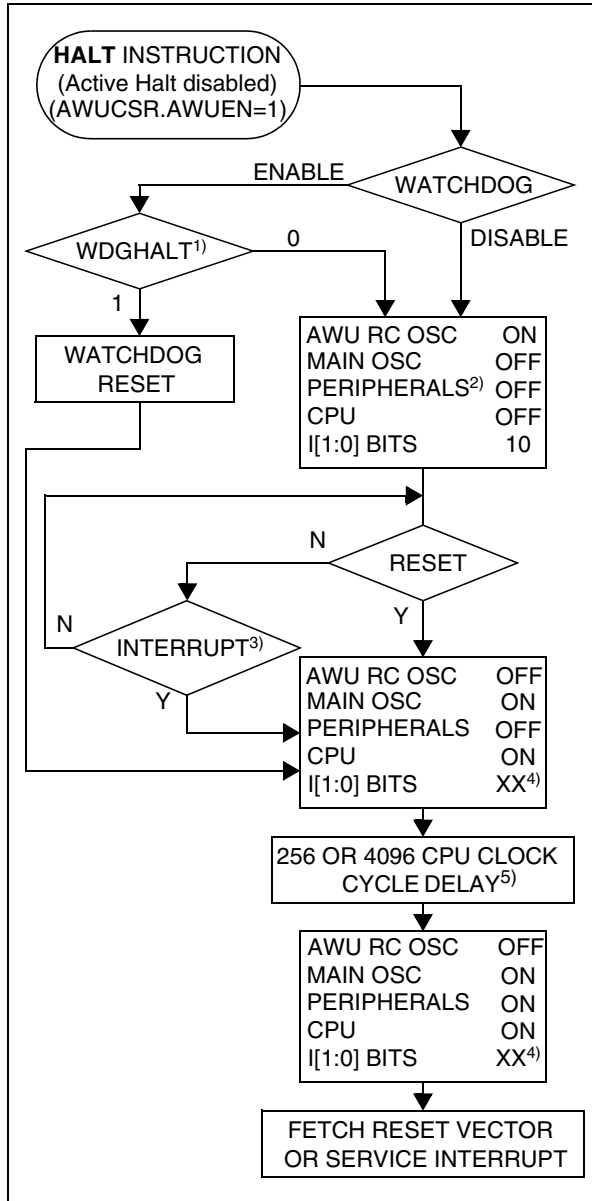 HALT INSTRUCTION
(Active Halt disabled)
(AWUCSR.AWUEN=1)
ENABLE
WATCHDOG
WDGHALT1)
0
DISABLE
1
WATCHDOG
RESET
AWU RC OSC ON
MAIN OSC OFF
PERIPHERALS2) OFF
CPU OFF
I[1:0] BITS 10
N
RESET
Y
N
INTERRUPT3)
Y
AWU RC OSC OFF
MAIN OSC ON
PERIPHERALS OFF
CPU ON
I[1:0] BITS XX4)
256 OR 4096 CPU CLOCK
CYCLE DELAY5)
AWU RC OSC OFF
MAIN OSC ON
PERIPHERALS ON
CPU ON
I[1:0] BITS XX4)
FETCH RESET VECTOR
OR SERVICE INTERRUPT